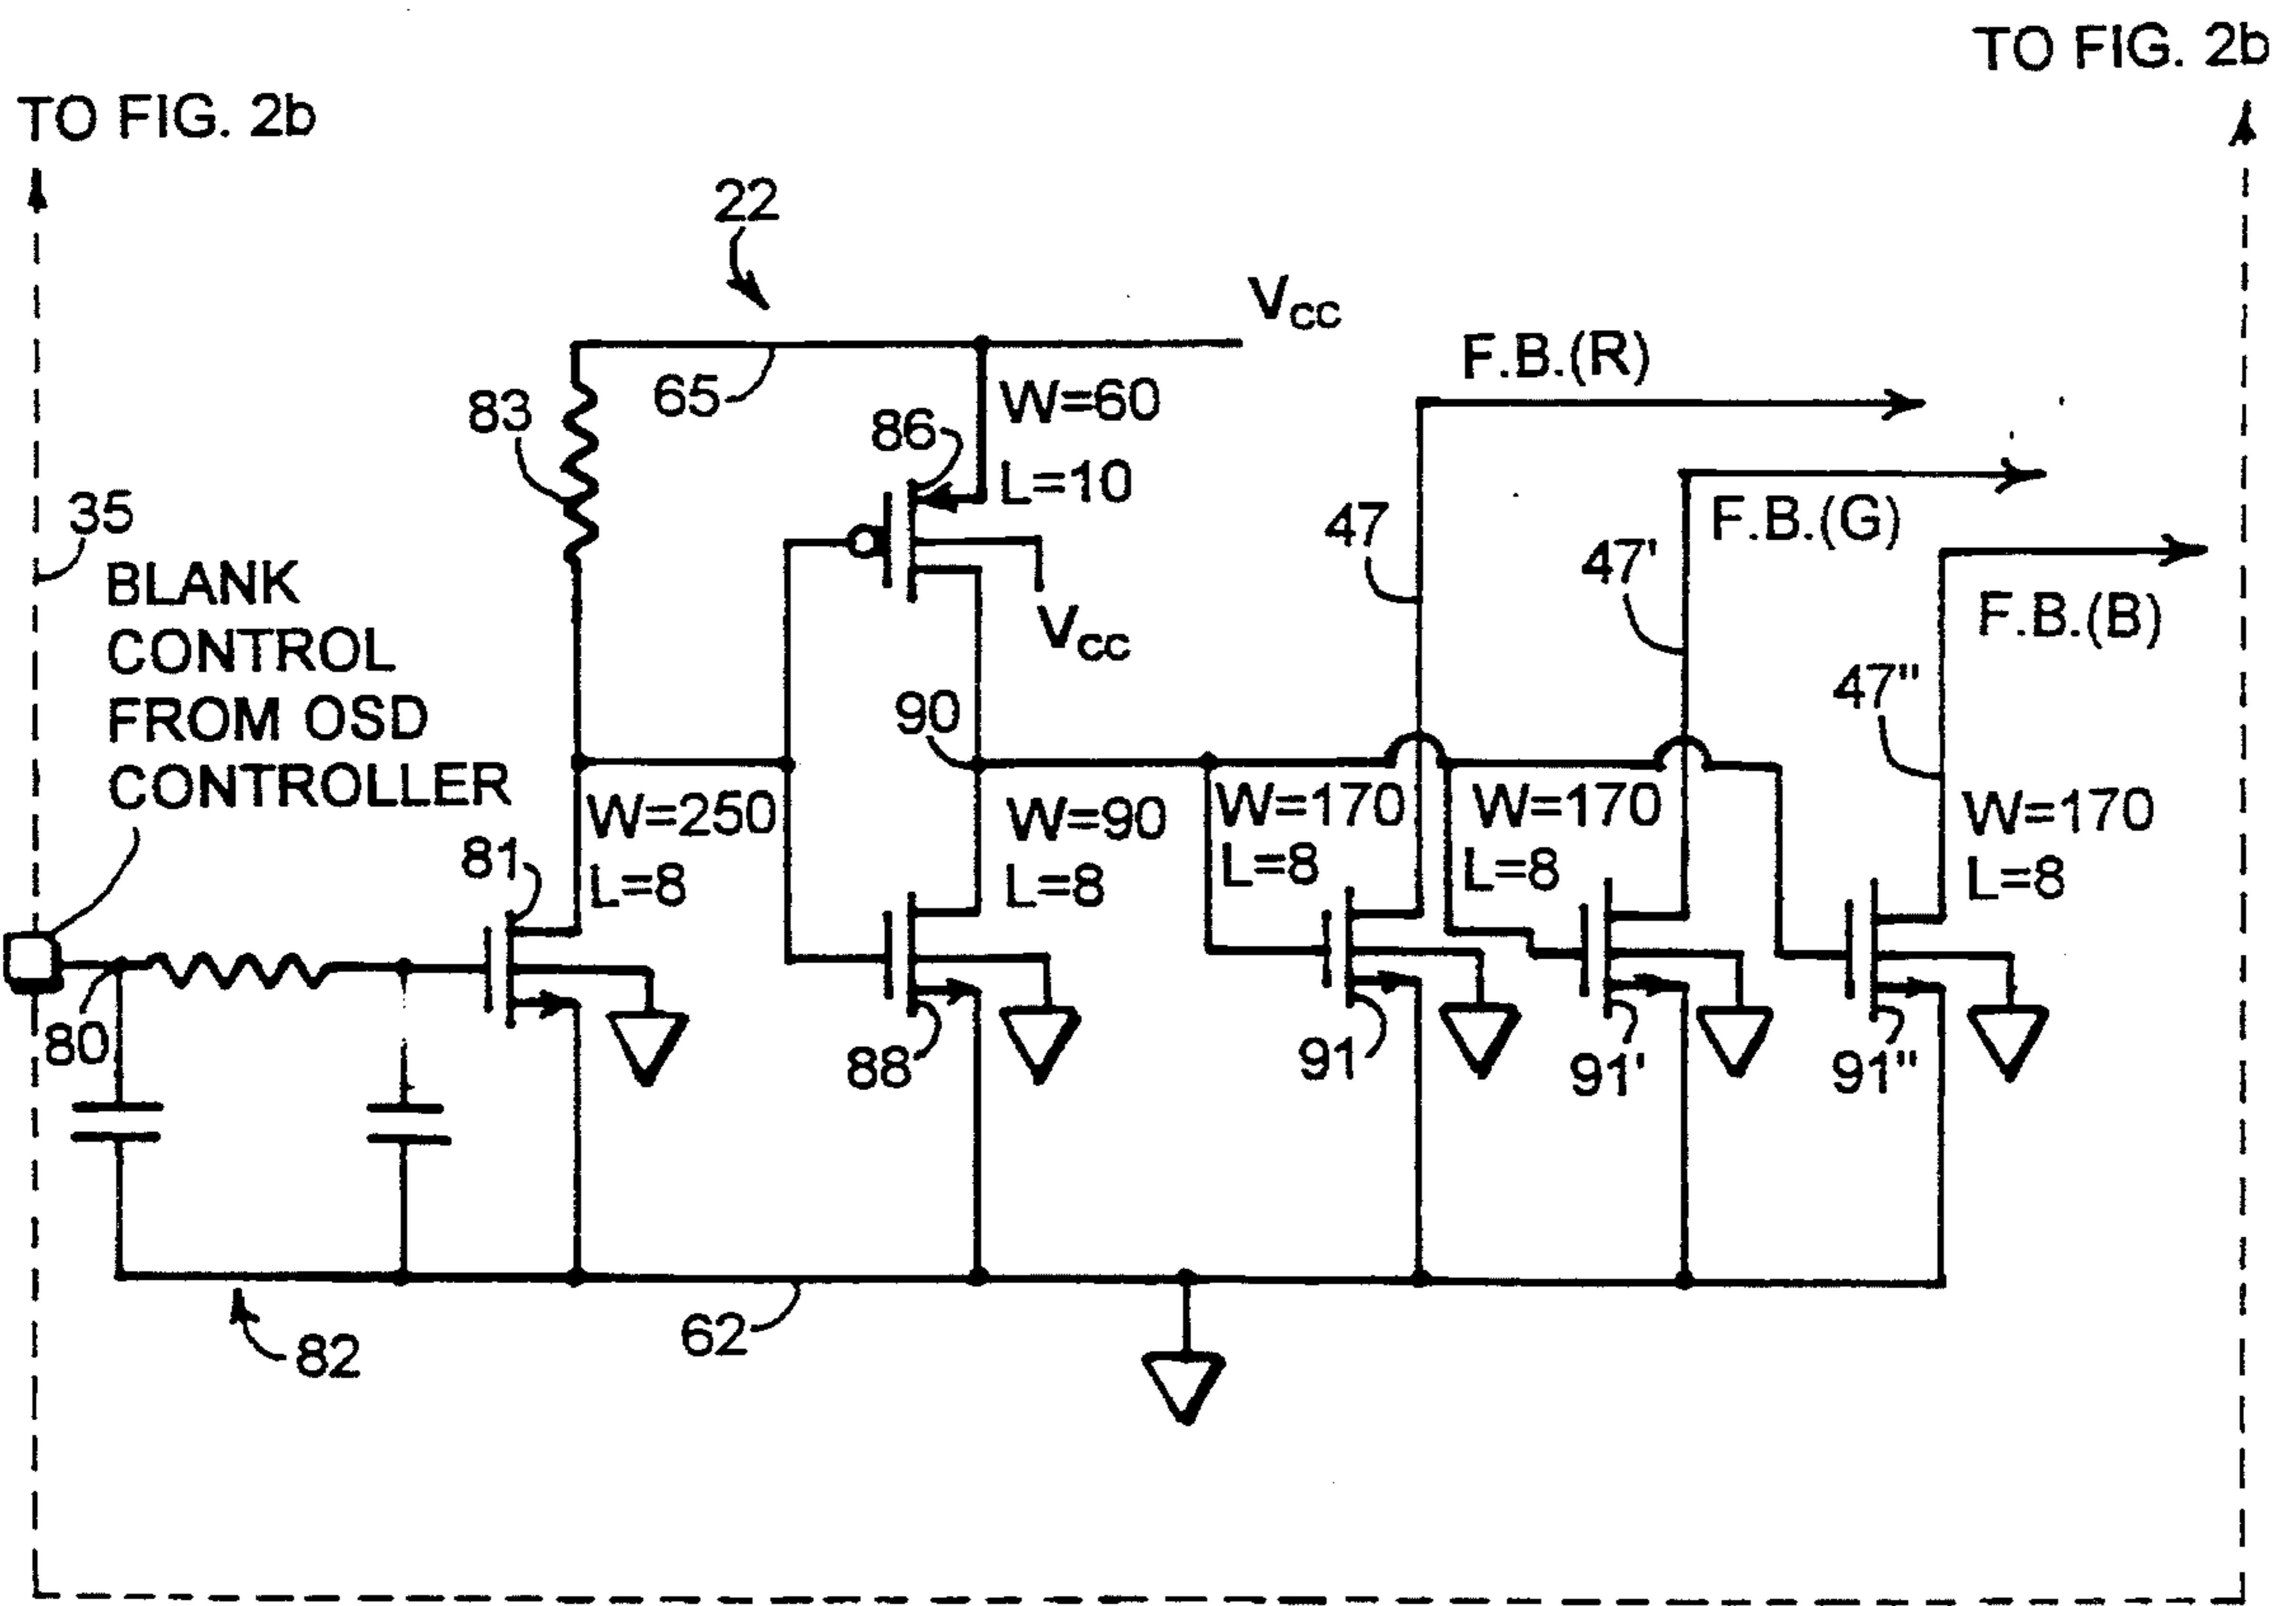 TO FIG. 2b
TO FIG. 2b
22
VCC
F.B.(R)
65
83
W=60
86
L=10
F.B.(G)
47
35
BLANK
CONTROL
FROM OSD
CONTROLLER
47'
F.B.(B)
VCC
47"
90
W=250
L=8
W=90
L=8
W=170
L=8
W=170
L=8
W=170
L=8
81
80
88
91
91'
91"
62
82